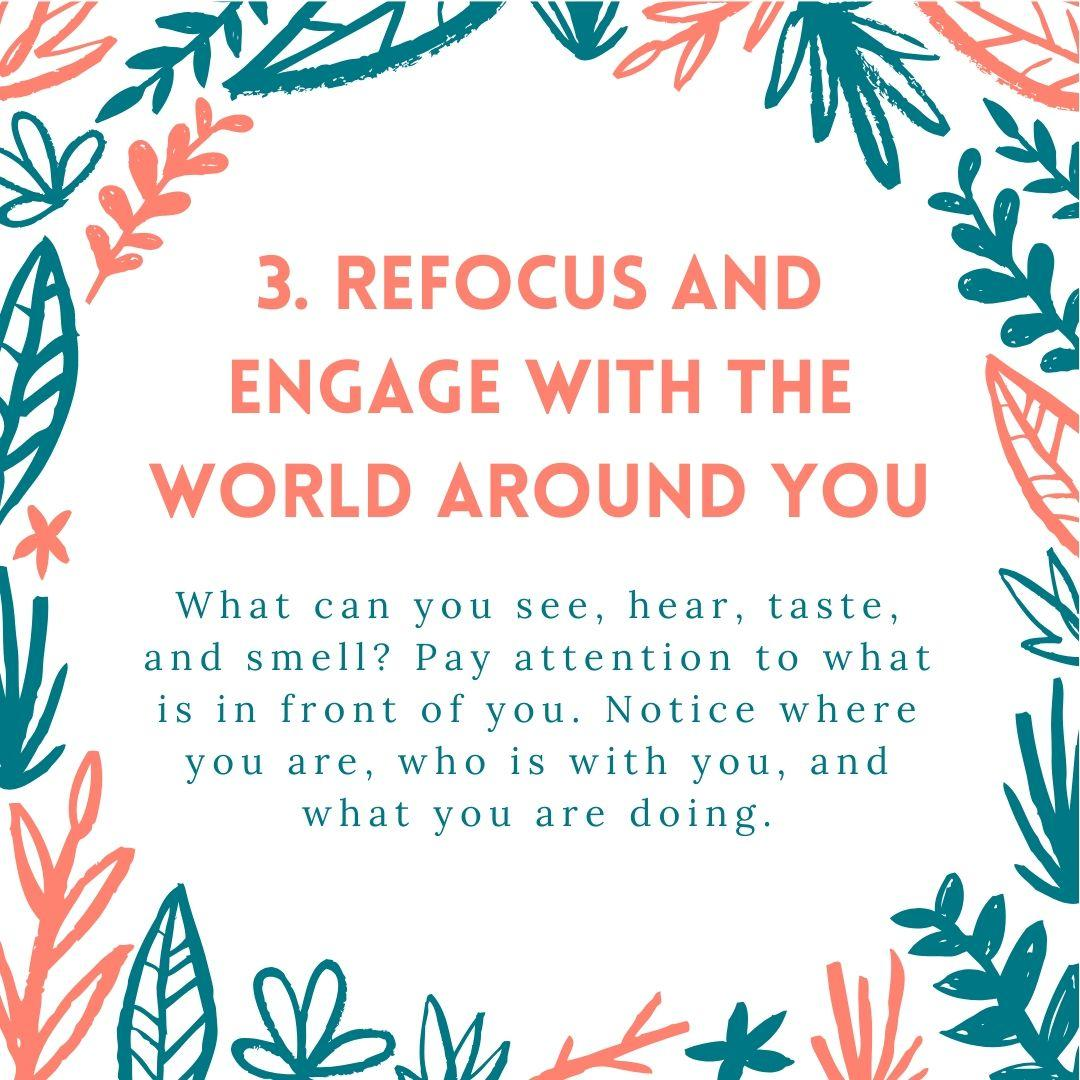 3. REFOCUS AND
ENGAGE WITH THE
WORLD AROUND YOU
What can you see, hear, taste,
and smell? Pay attention to what
is in front of you. Notice where
you are, who is with you, and
what you are doing.